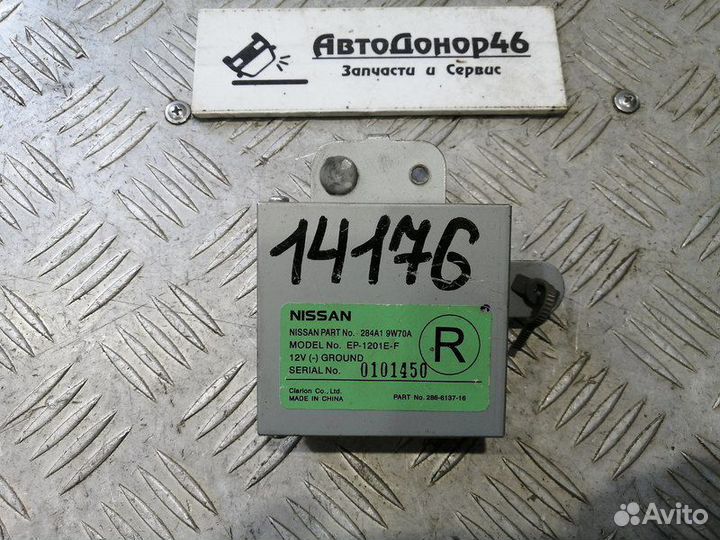 АвтоДонор46
Запчасти и Сервис
14176
NISSAN
NISSAN PART No. 284A1 9W70A
MODEL No. EP-1201E-F
12V (-) GROUND
SERIAL No. 0101450
R
Clarion Co., Ltd.
MADE IN CHINA
PART No. 286-6137-16
Avito